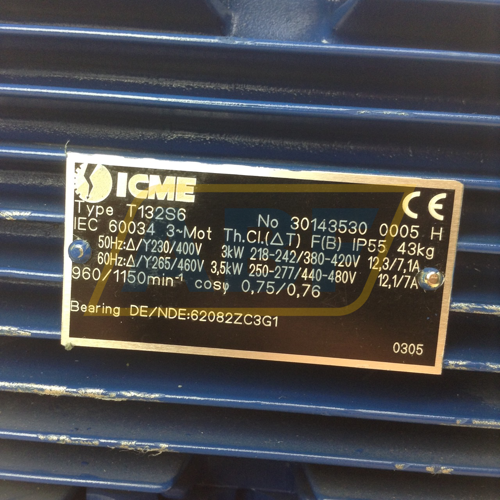 ICME CE
Type T132S6 No 30143530 0005 H
IEC 60034 3-Mot Th.Cl.(ΔT) F(B) IP55 43kg
50Hz:Δ/Y230/400V 3kW 218-242/380-420V 12,3/7,1A
60Hz:Δ/Y265/460V 3,5kW 250-277/440-480V 12,1/7A
960/1150min⁻¹ cosφ 0,75/0,76
Bearing DE/NDE:62082ZC3G1
0305